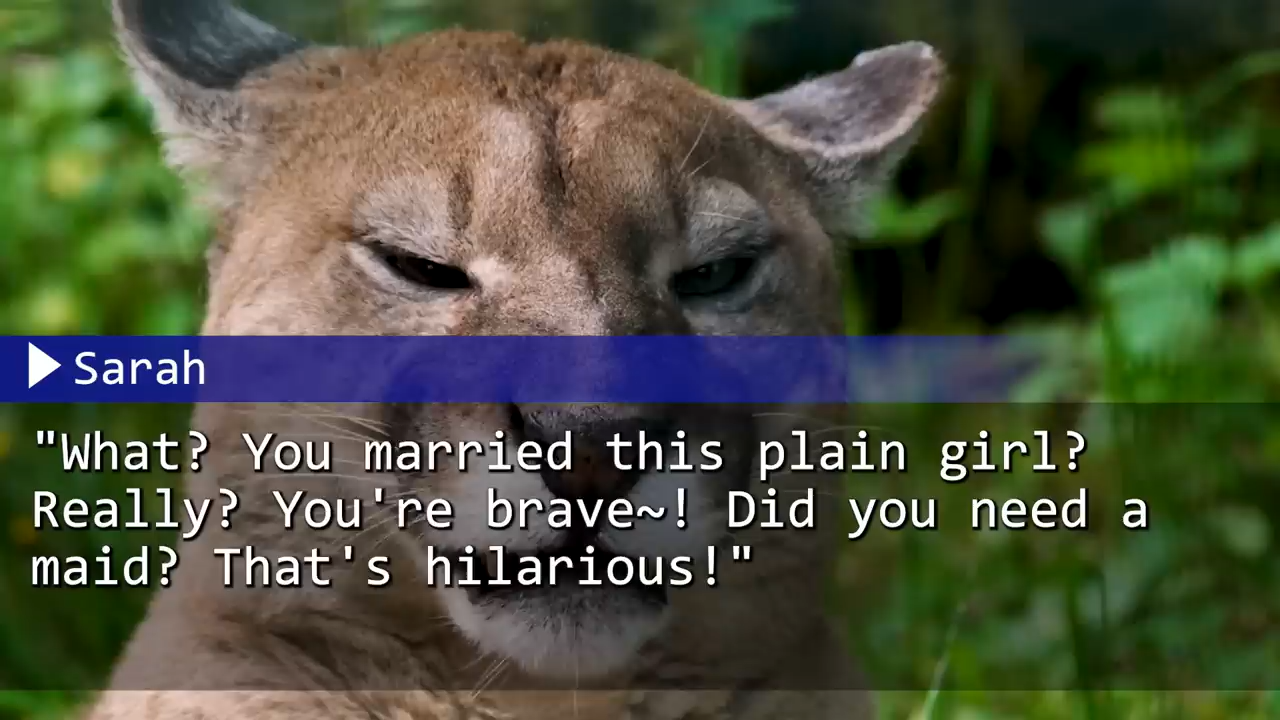 Sarah
"What? You married this plain girl?
Really? You're brave~! Did you need a
maid? That's hilarious!"